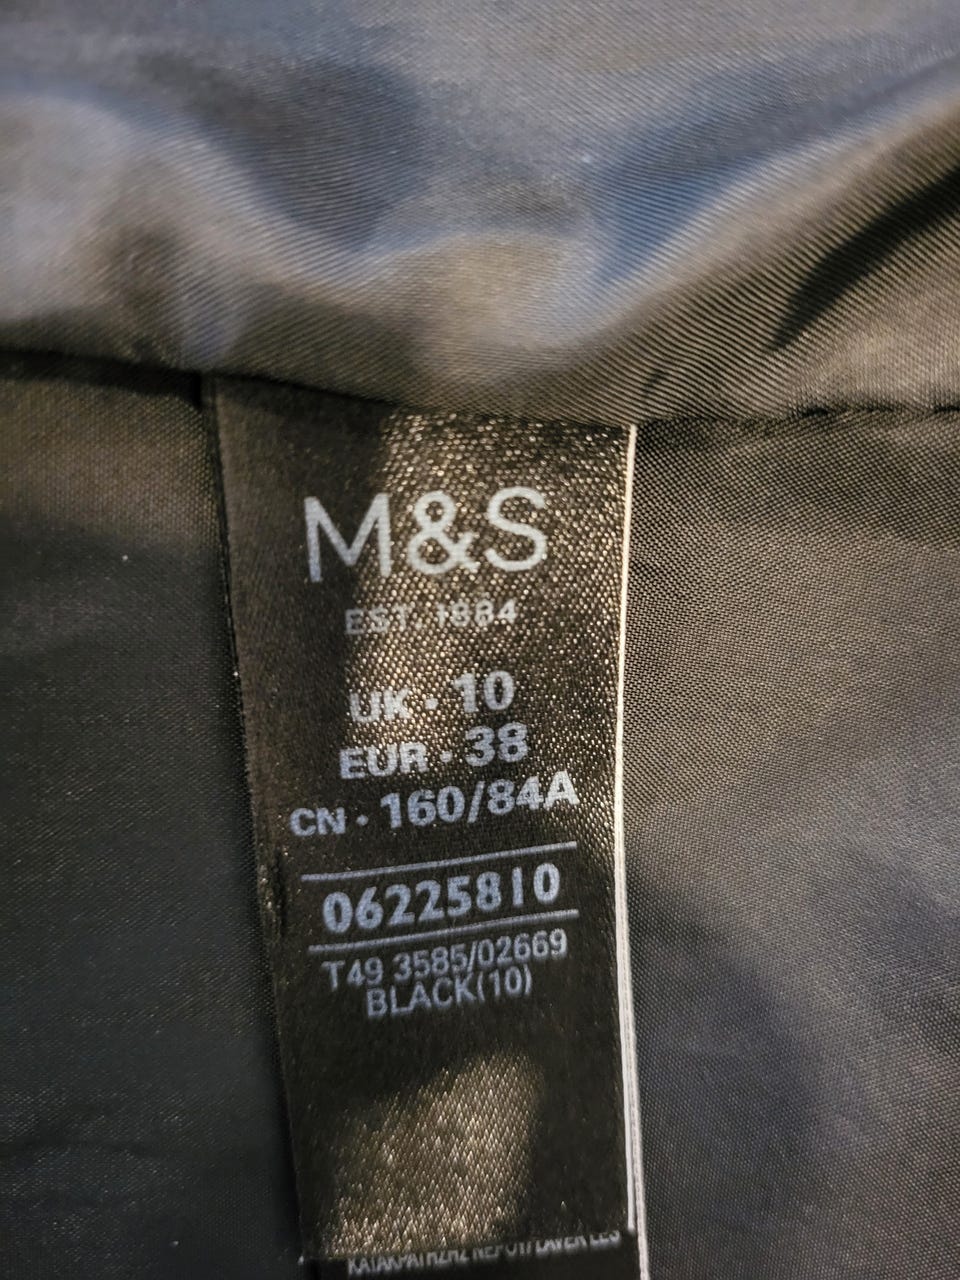 M&S
EST. 1884
UK · 10
EUR · 38
CN · 160/84A
06225810
T49 3585/02669
BLACK(10)